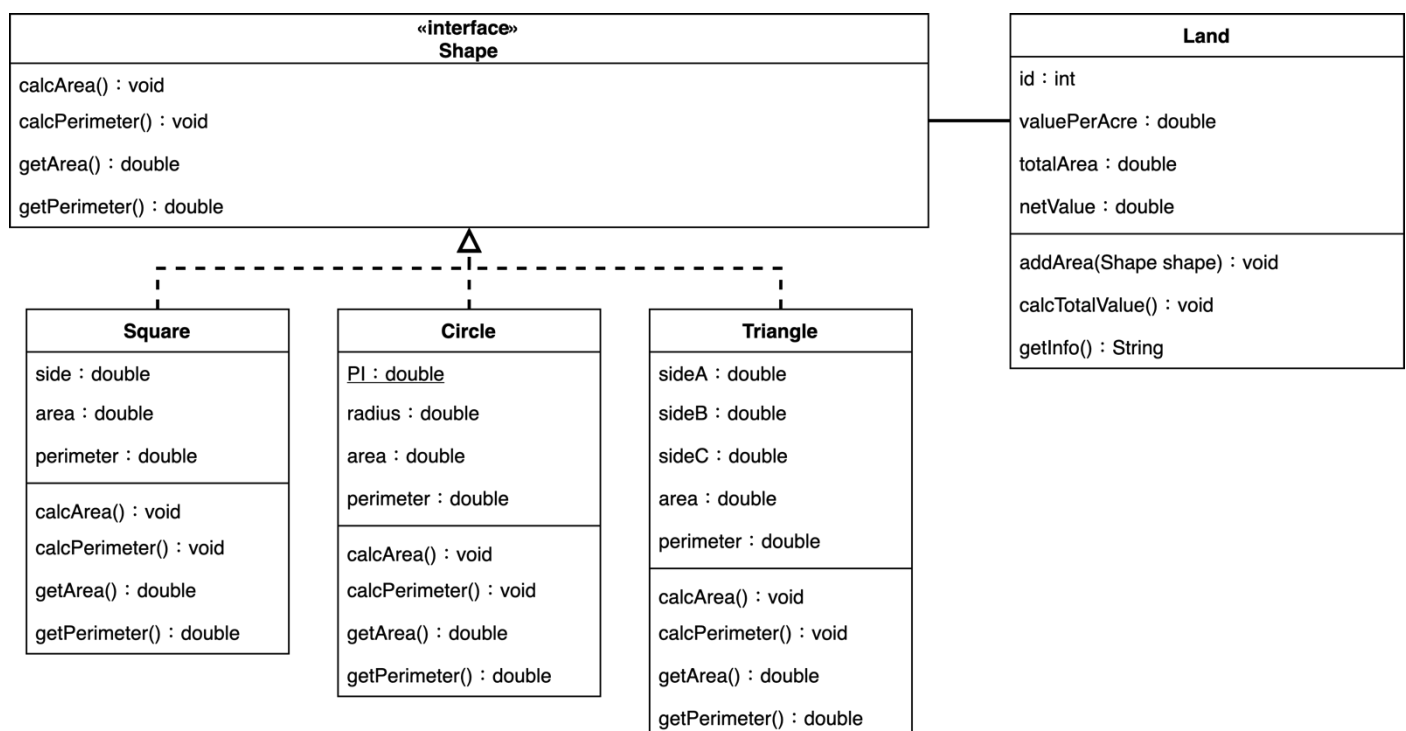 «interface»
Shape
calcArea()：void
calcPerimeter()：void
getArea()：double
getPerimeter()：double
Land
id：int
valuePerAcre：double
totalArea：double
netValue：double
addArea(Shape shape)：void
calcTotalValue()：void
getInfo()：String
Square
side：double
area：double
perimeter：double
calcArea()：void
calcPerimeter()：void
getArea()：double
getPerimeter()：double
Circle
PI：double
radius：double
area：double
perimeter：double
calcArea()：void
calcPerimeter()：void
getArea()：double
getPerimeter()：double
Triangle
sideA：double
sideB：double
sideC：double
area：double
perimeter：double
calcArea()：void
calcPerimeter()：void
getArea()：double
getPerimeter()：double